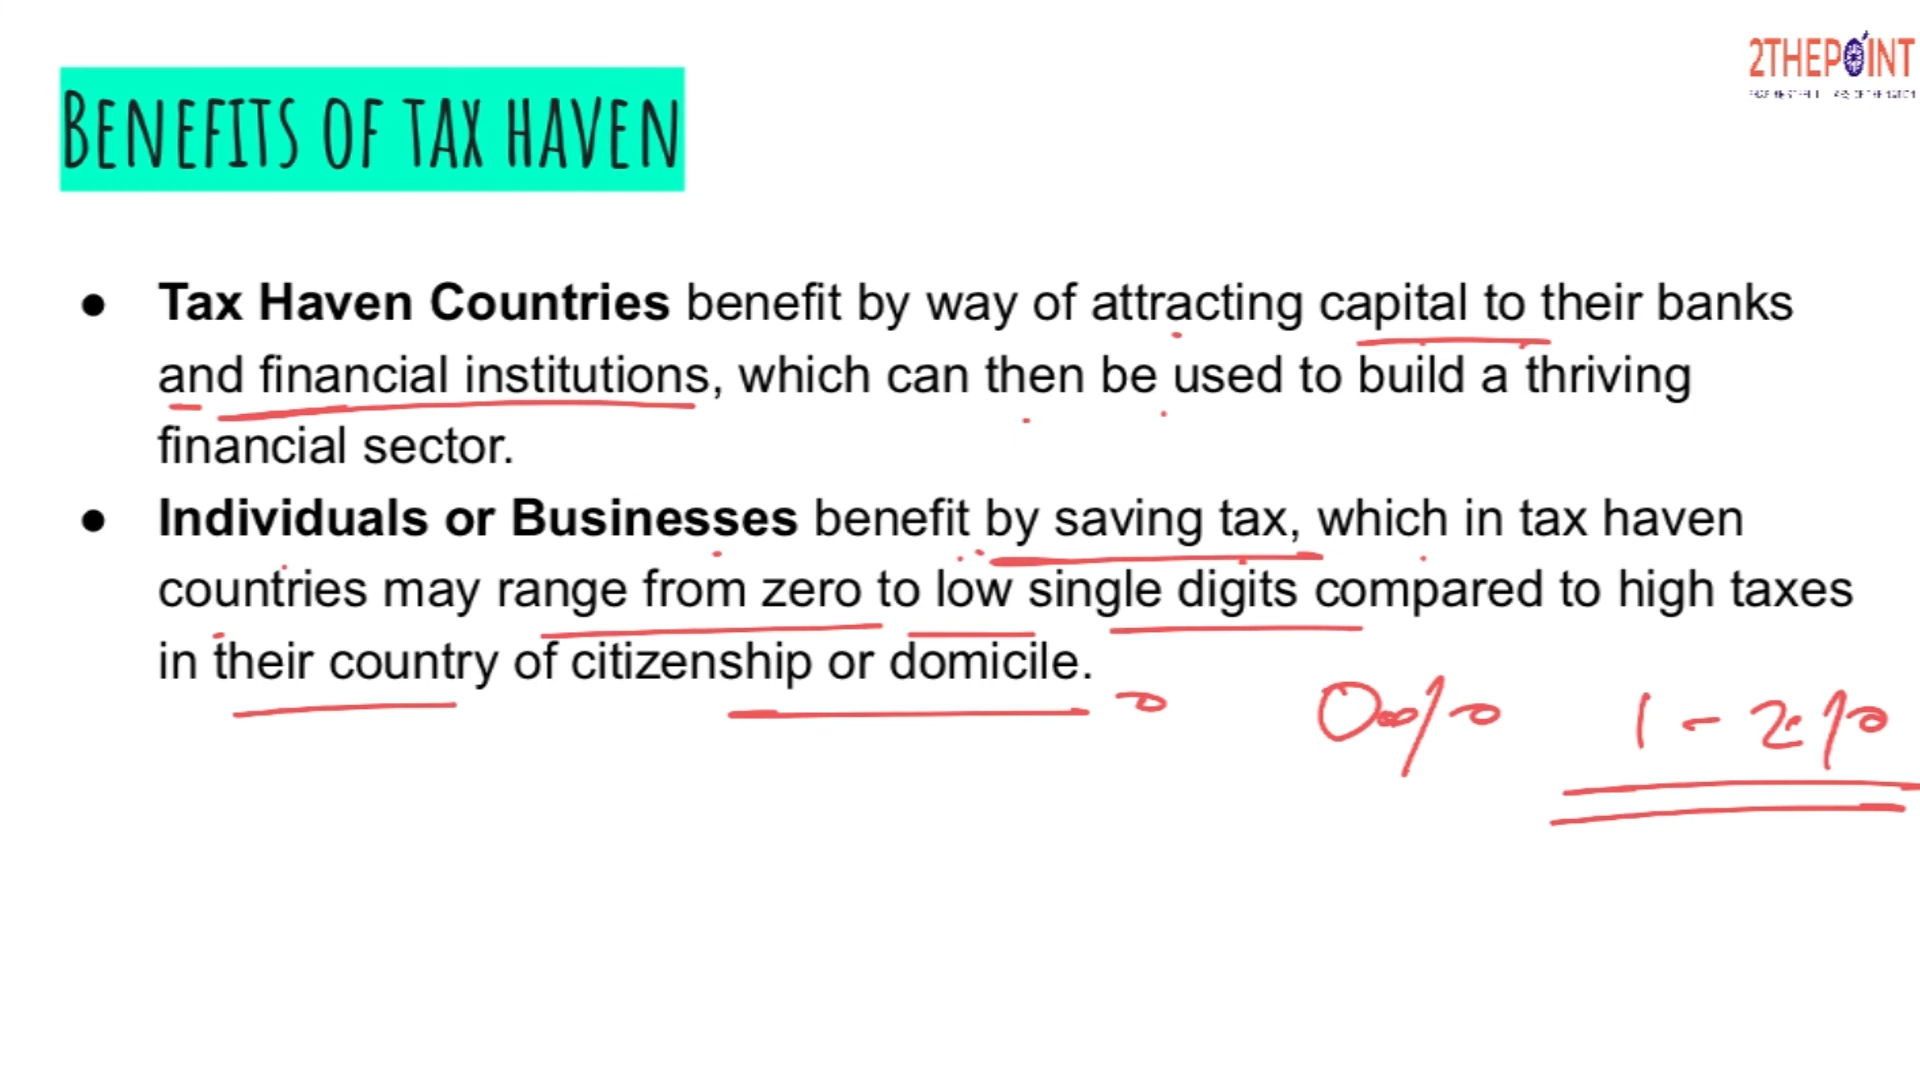 2THEPOINT
BENEFITS OF TAX HAVEN
● Tax Haven Countries benefit by way of attracting capital to their banks
and financial institutions, which can then be used to build a thriving
financial sector.
● Individuals or Businesses benefit by saving tax, which in tax haven
countries may range from zero to low single digits compared to high taxes
in their country of citizenship or domicile.
0% 1-2%